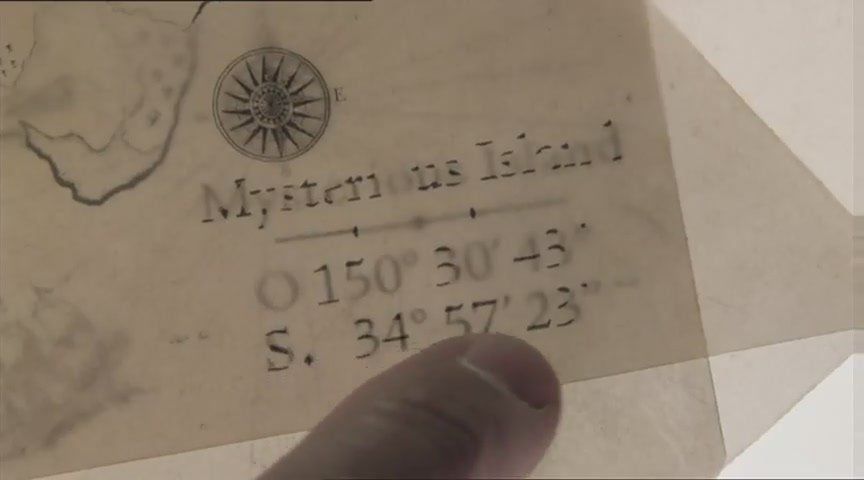 E
Mysterious Island
O 150° 30' 43"
S. 34° 57' 23"